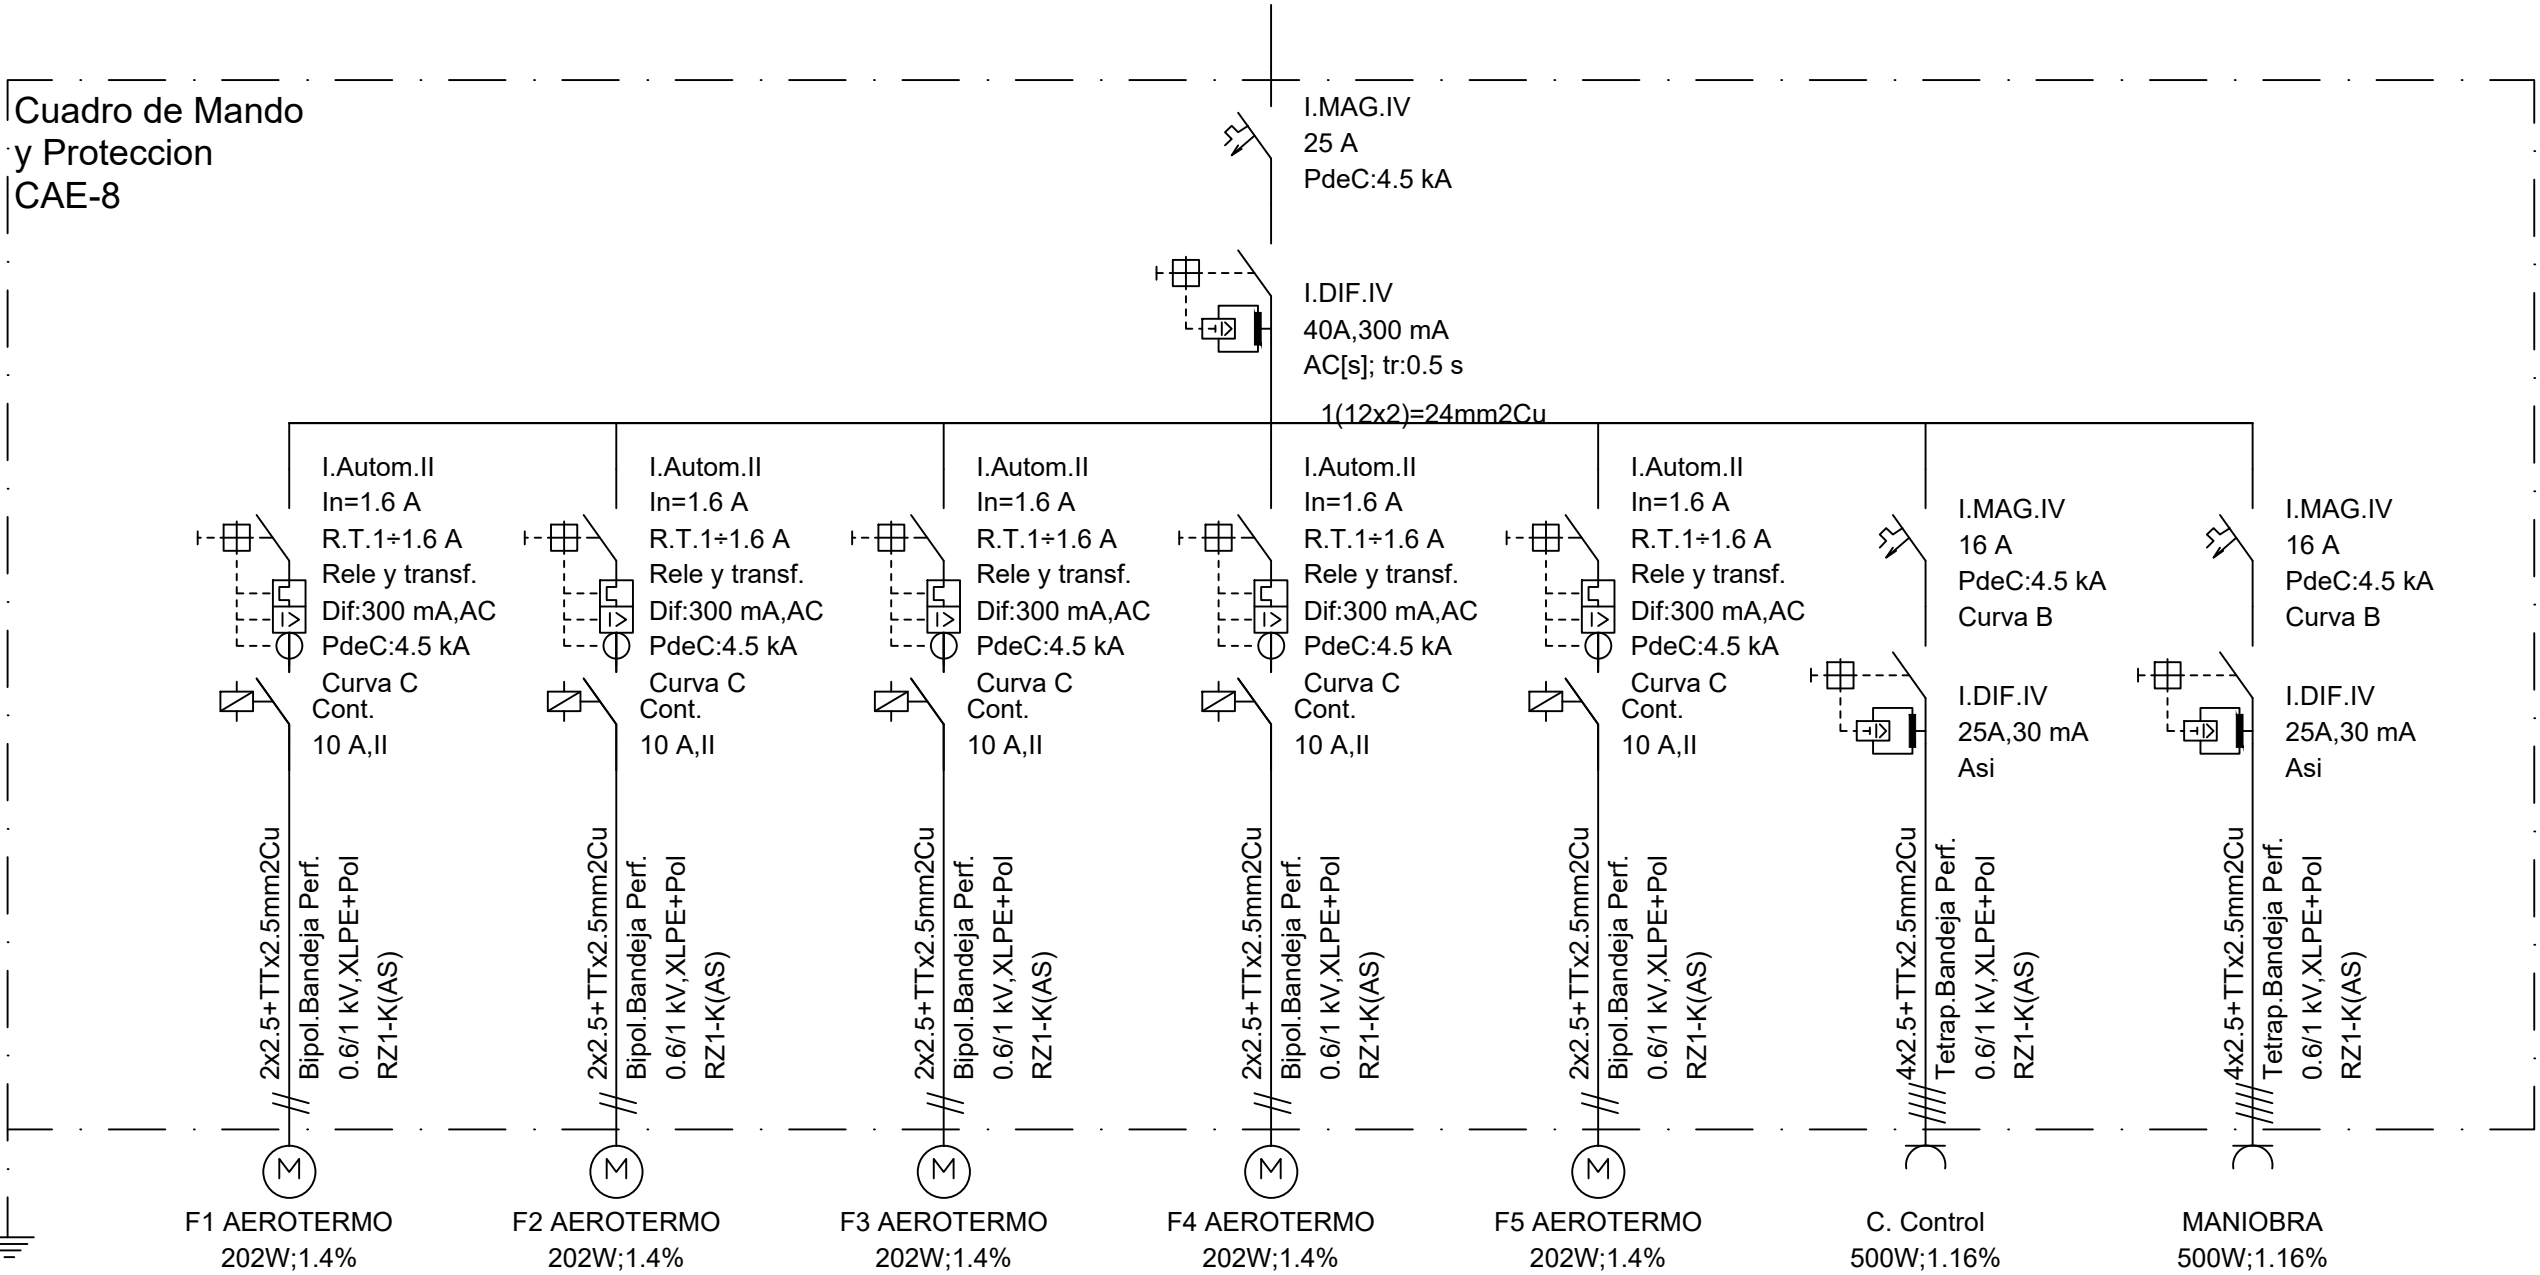 Cuadro de Mando
y Proteccion
CAE-8
I.MAG.IV
25 A
PdeC:4.5 kA
I.DIF.IV
40A,300 mA
AC[s]; tr:0.5 s
1(12x2)=24mm2Cu
I.Autom.II
In=1.6 A
R.T.1÷1.6 A
Rele y transf.
Dif:300 mA,AC
PdeC:4.5 kA
Curva C
Cont.
10 A,II
2x2.5+TTx2.5mm2Cu
Bipol.Bandeja Perf.
0.6/1 kV,XLPE+Pol
RZ1-K(AS)
M
F1 AEROTERMO
202W;1.4%
I.Autom.II
In=1.6 A
R.T.1÷1.6 A
Rele y transf.
Dif:300 mA,AC
PdeC:4.5 kA
Curva C
Cont.
10 A,II
2x2.5+TTx2.5mm2Cu
Bipol.Bandeja Perf.
0.6/1 kV,XLPE+Pol
RZ1-K(AS)
M
F2 AEROTERMO
202W;1.4%
I.Autom.II
In=1.6 A
R.T.1÷1.6 A
Rele y transf.
Dif:300 mA,AC
PdeC:4.5 kA
Curva C
Cont.
10 A,II
2x2.5+TTx2.5mm2Cu
Bipol.Bandeja Perf.
0.6/1 kV,XLPE+Pol
RZ1-K(AS)
M
F3 AEROTERMO
202W;1.4%
I.Autom.II
In=1.6 A
R.T.1÷1.6 A
Rele y transf.
Dif:300 mA,AC
PdeC:4.5 kA
Curva C
Cont.
10 A,II
2x2.5+TTx2.5mm2Cu
Bipol.Bandeja Perf.
0.6/1 kV,XLPE+Pol
RZ1-K(AS)
M
F4 AEROTERMO
202W;1.4%
I.Autom.II
In=1.6 A
R.T.1÷1.6 A
Rele y transf.
Dif:300 mA,AC
PdeC:4.5 kA
Curva C
Cont.
10 A,II
2x2.5+TTx2.5mm2Cu
Bipol.Bandeja Perf.
0.6/1 kV,XLPE+Pol
RZ1-K(AS)
M
F5 AEROTERMO
202W;1.4%
I.MAG.IV
16 A
PdeC:4.5 kA
Curva B
I.DIF.IV
25A,30 mA
Asi
4x2.5+TTx2.5mm2Cu
Tetrap.Bandeja Perf.
0.6/1 kV,XLPE+Pol
RZ1-K(AS)
C. Control
500W;1.16%
I.MAG.IV
16 A
PdeC:4.5 kA
Curva B
I.DIF.IV
25A,30 mA
Asi
4x2.5+TTx2.5mm2Cu
Tetrap.Bandeja Perf.
0.6/1 kV,XLPE+Pol
RZ1-K(AS)
MANIOBRA
500W;1.16%